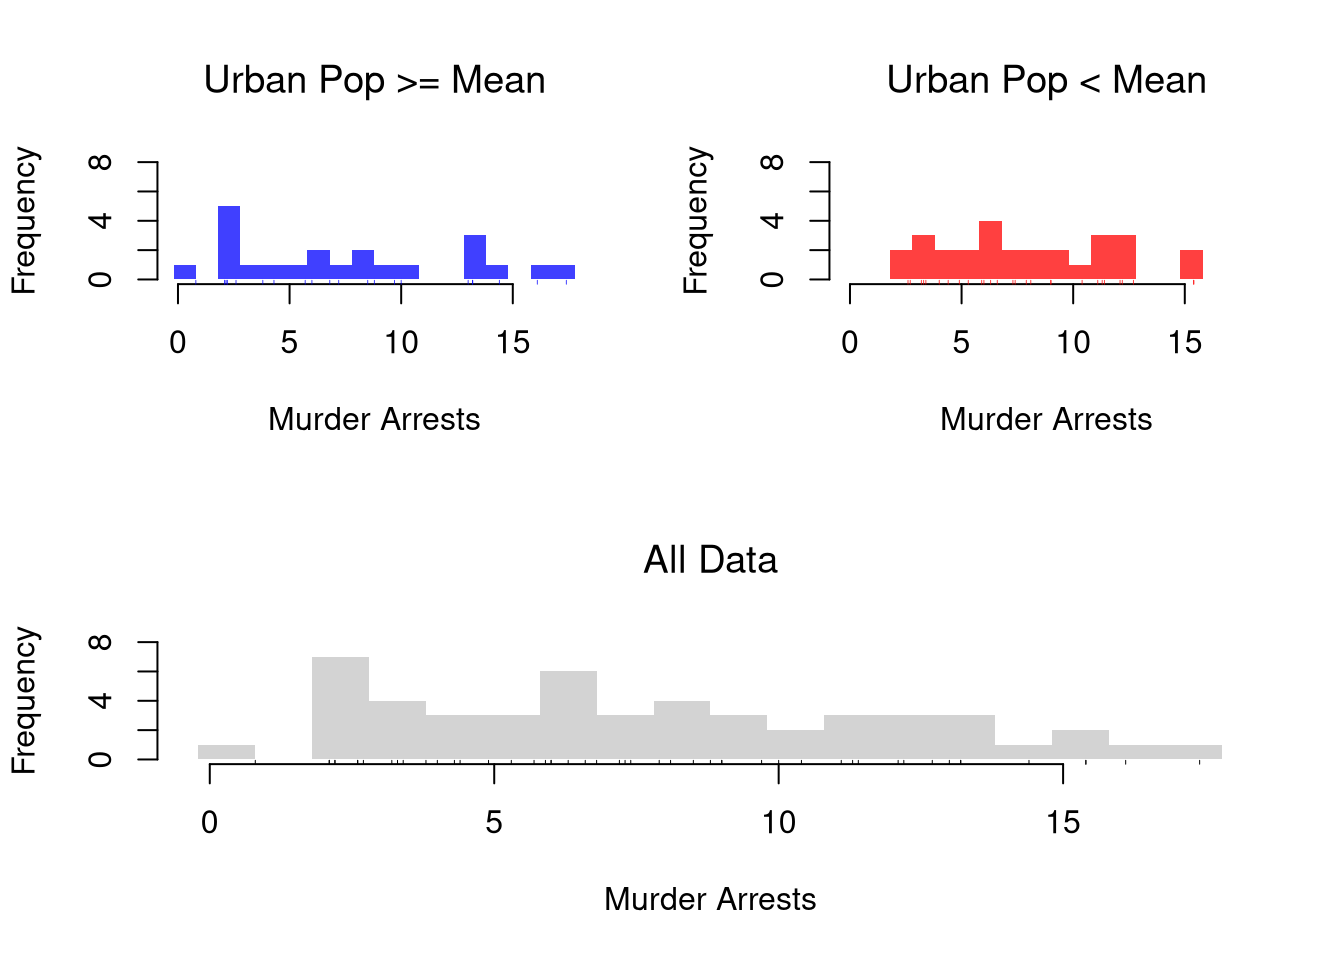 Urban Pop >= Mean
Frequency
0 4 8
0 5 10 15
Murder Arrests
Urban Pop < Mean
Frequency
0 4 8
0 5 10 15
Murder Arrests
All Data
Frequency
0 4 8
0 5 10 15
Murder Arrests